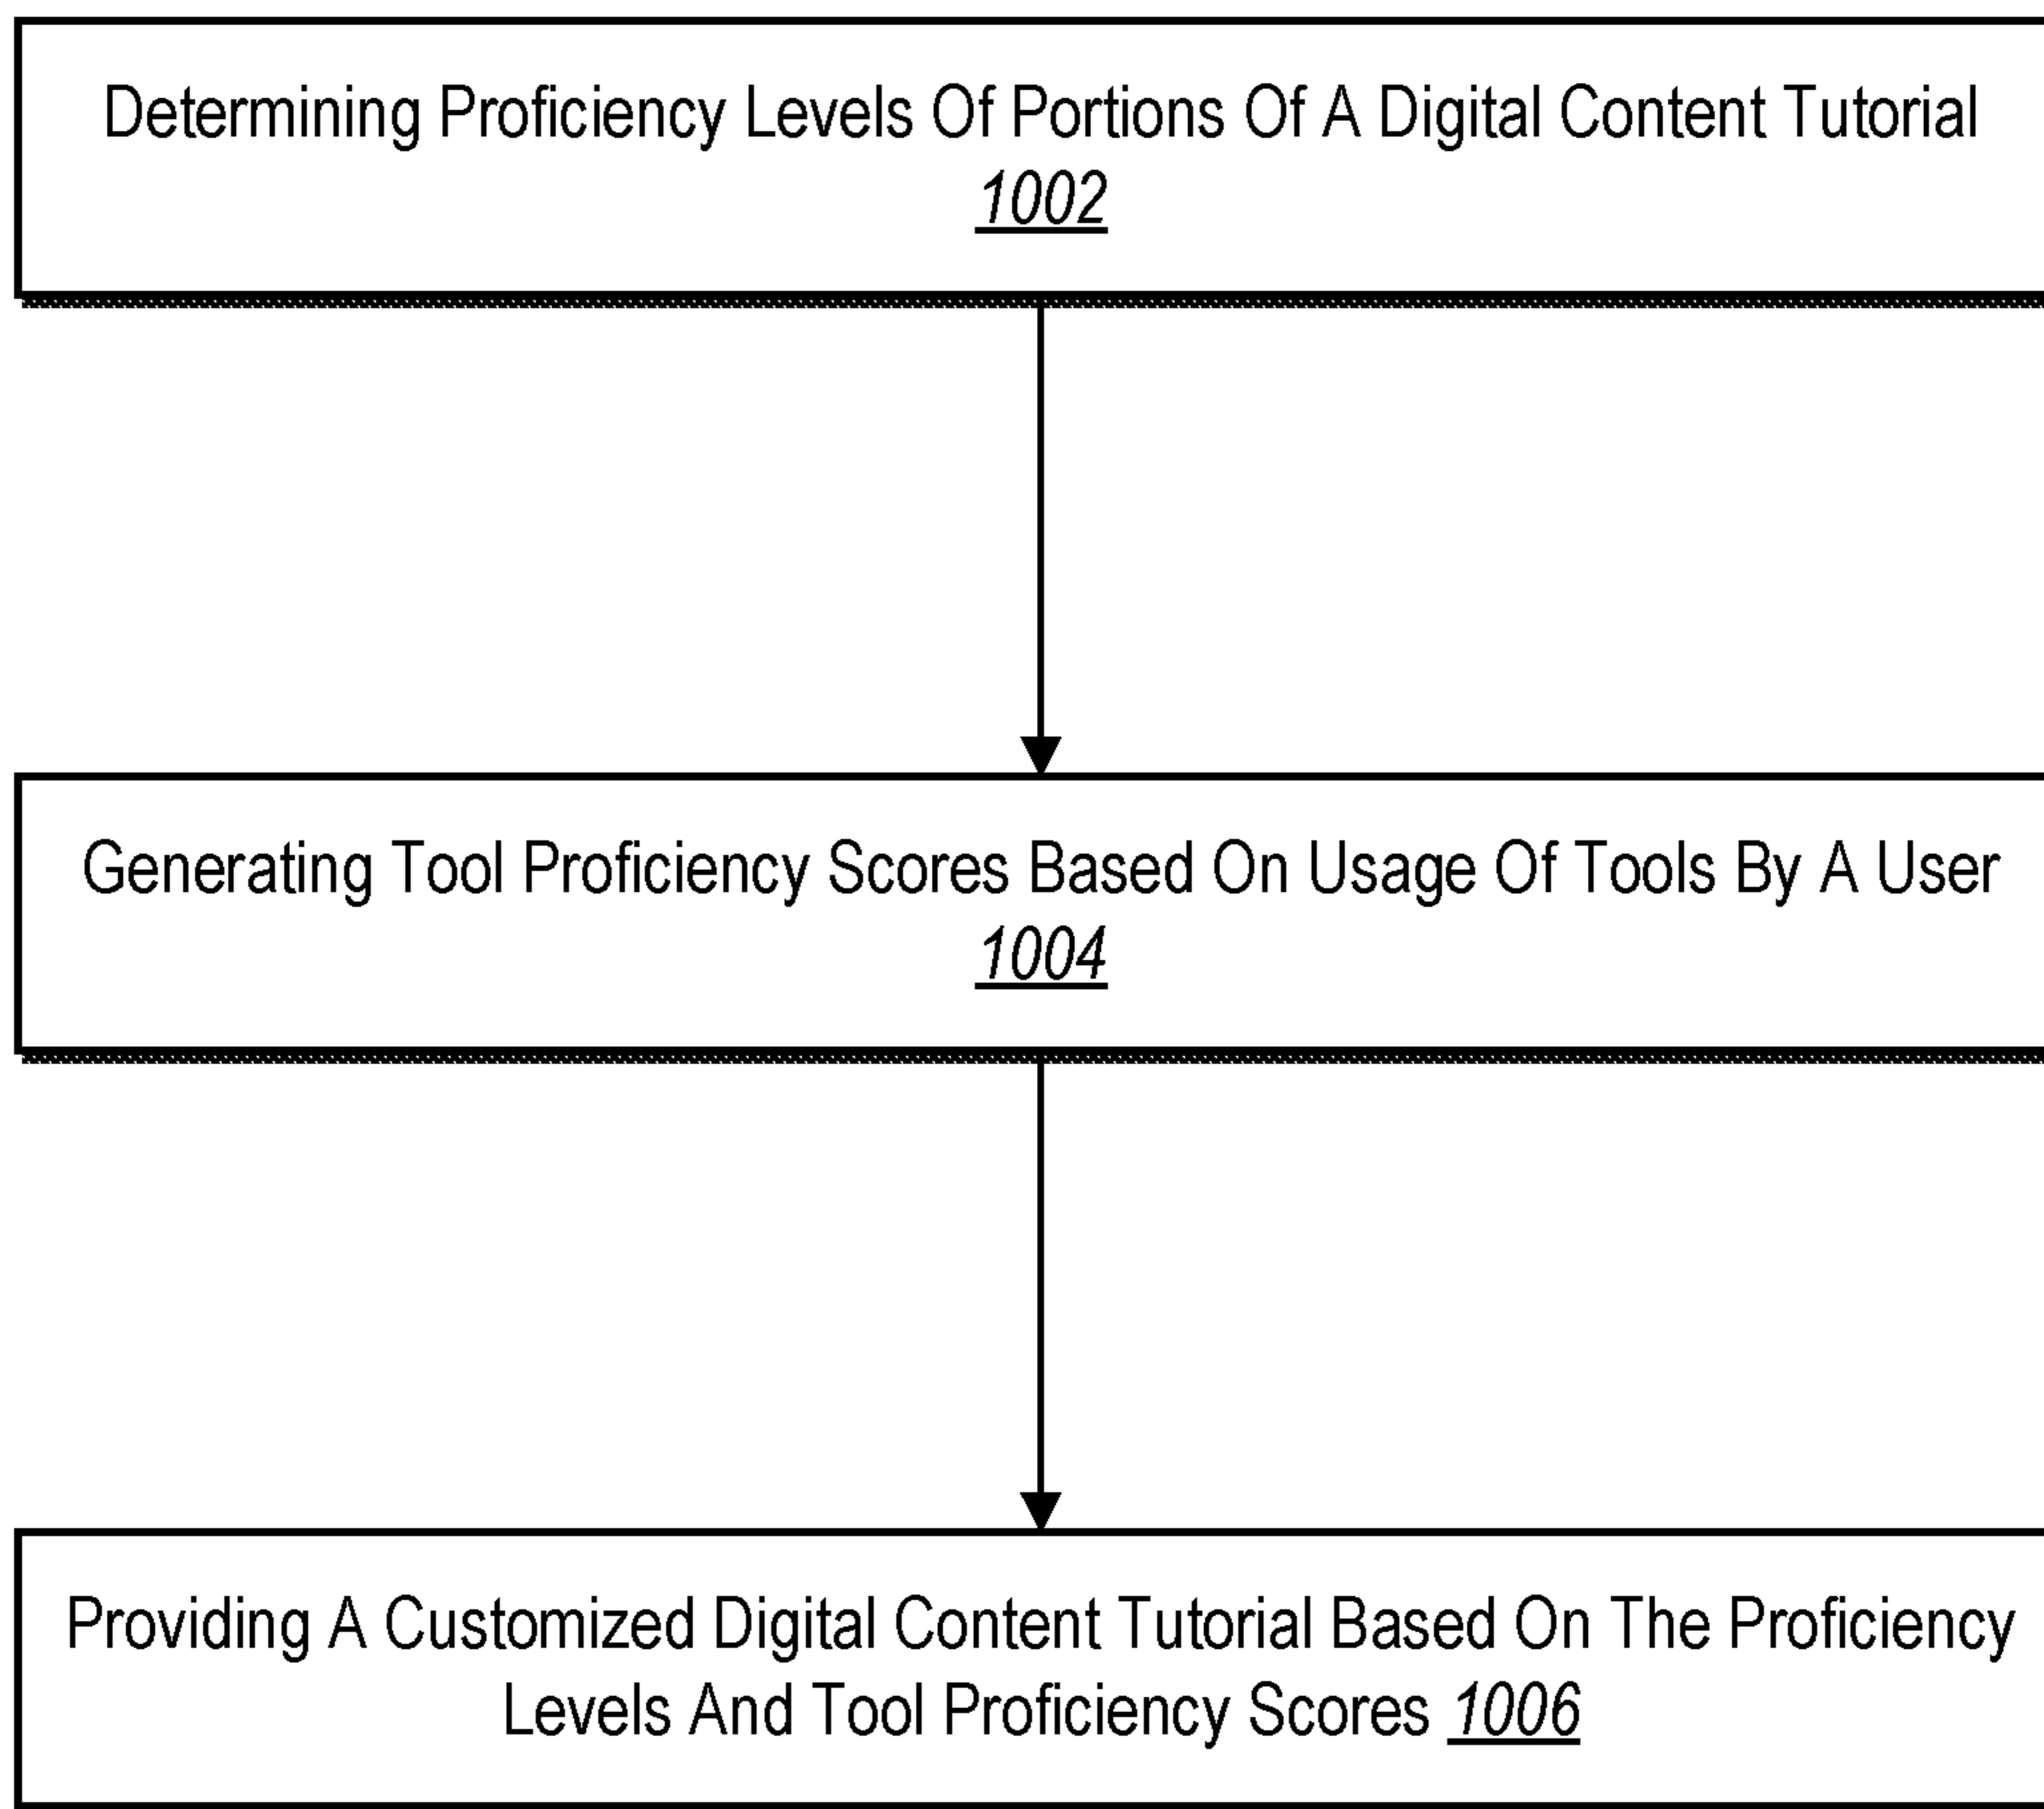 Determining Proficiency Levels Of Portions Of A Digital Content Tutorial
1002
Generating Tool Proficiency Scores Based On Usage Of Tools By A User
1004
Providing A Customized Digital Content Tutorial Based On The Proficiency
Levels And Tool Proficiency Scores 1006